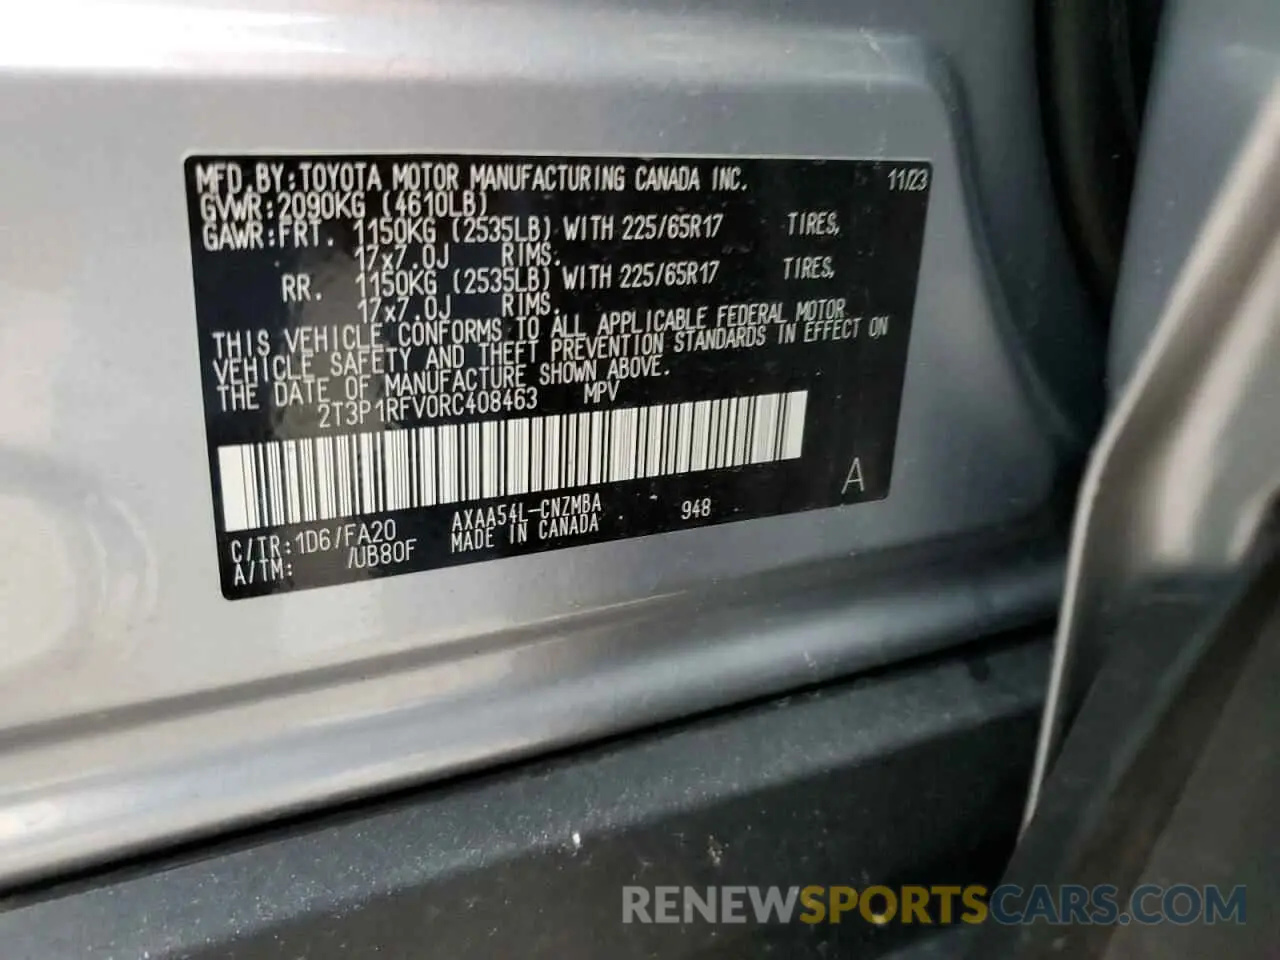 MFD.BY:TOYOTA MOTOR MANUFACTURING CANADA INC. 11/23
GVWR:2090KG (4610LB)
GAWR:FRT. 1150KG (2535LB) WITH 225/65R17 TIRES,
17x7.0J RIMS.
RR. 1150KG (2535LB) WITH 225/65R17 TIRES,
17x7.0J RIMS.
THIS VEHICLE CONFORMS TO ALL APPLICABLE FEDERAL MOTOR
VEHICLE SAFETY AND THEFT PREVENTION STANDARDS IN EFFECT ON
THE DATE OF MANUFACTURE SHOWN ABOVE.
2T3P1RFV0RC408463 MPV
A
C/TR:1D6/FA20 AXAA54L-CNZMBA 948
A/TM: /UB80F MADE IN CANADA
RENEWSPORTSCARS.COM